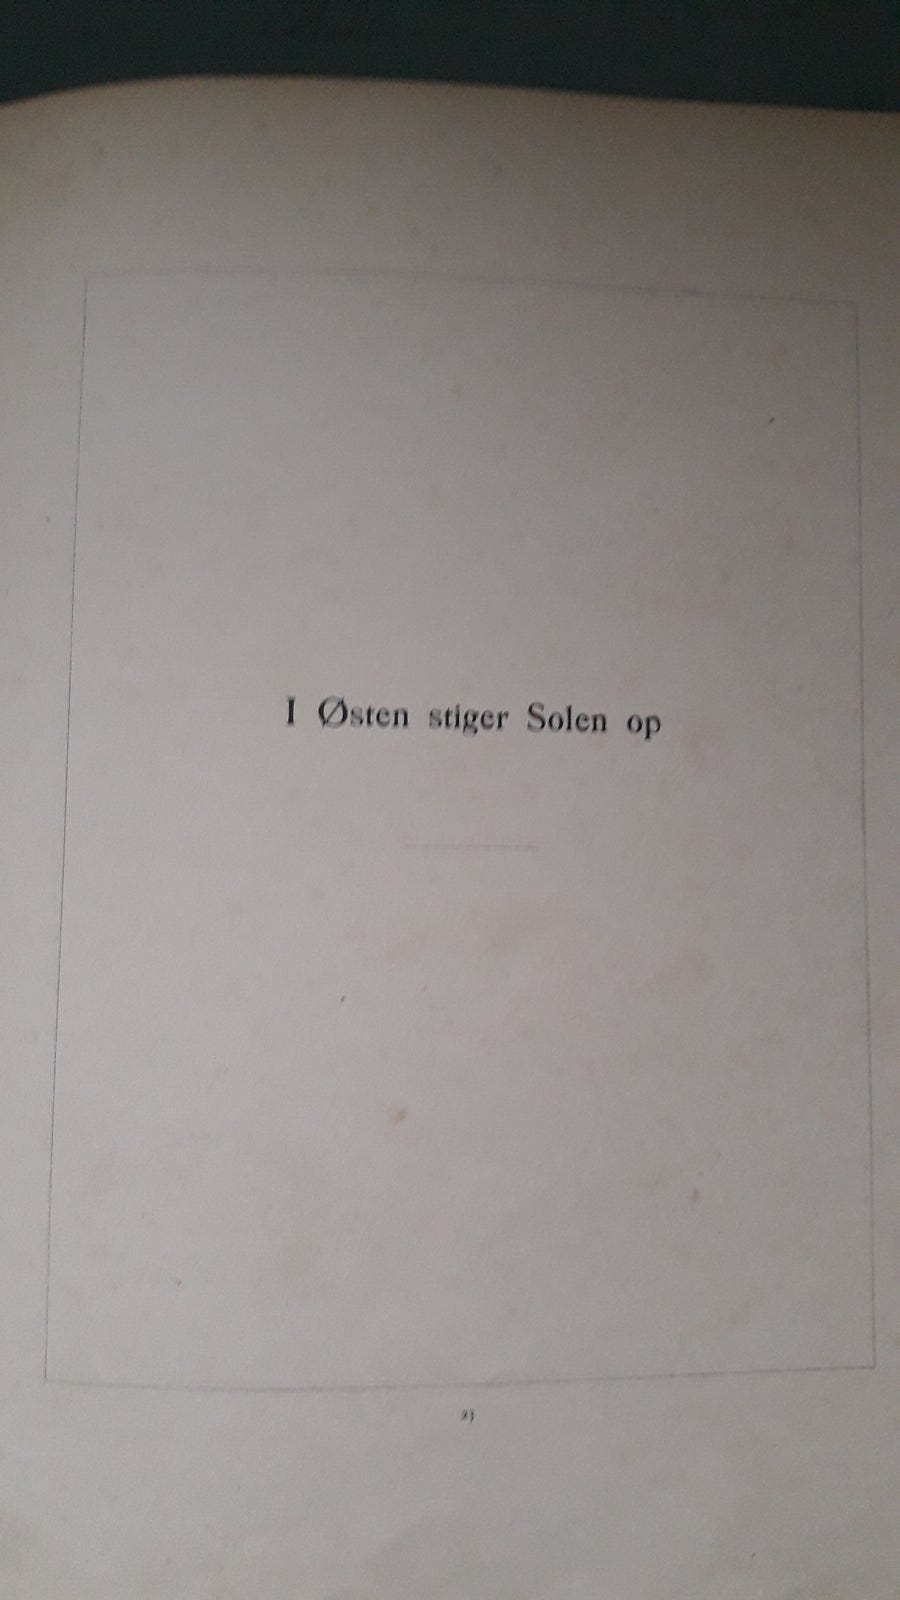 I Østen stiger Solen op